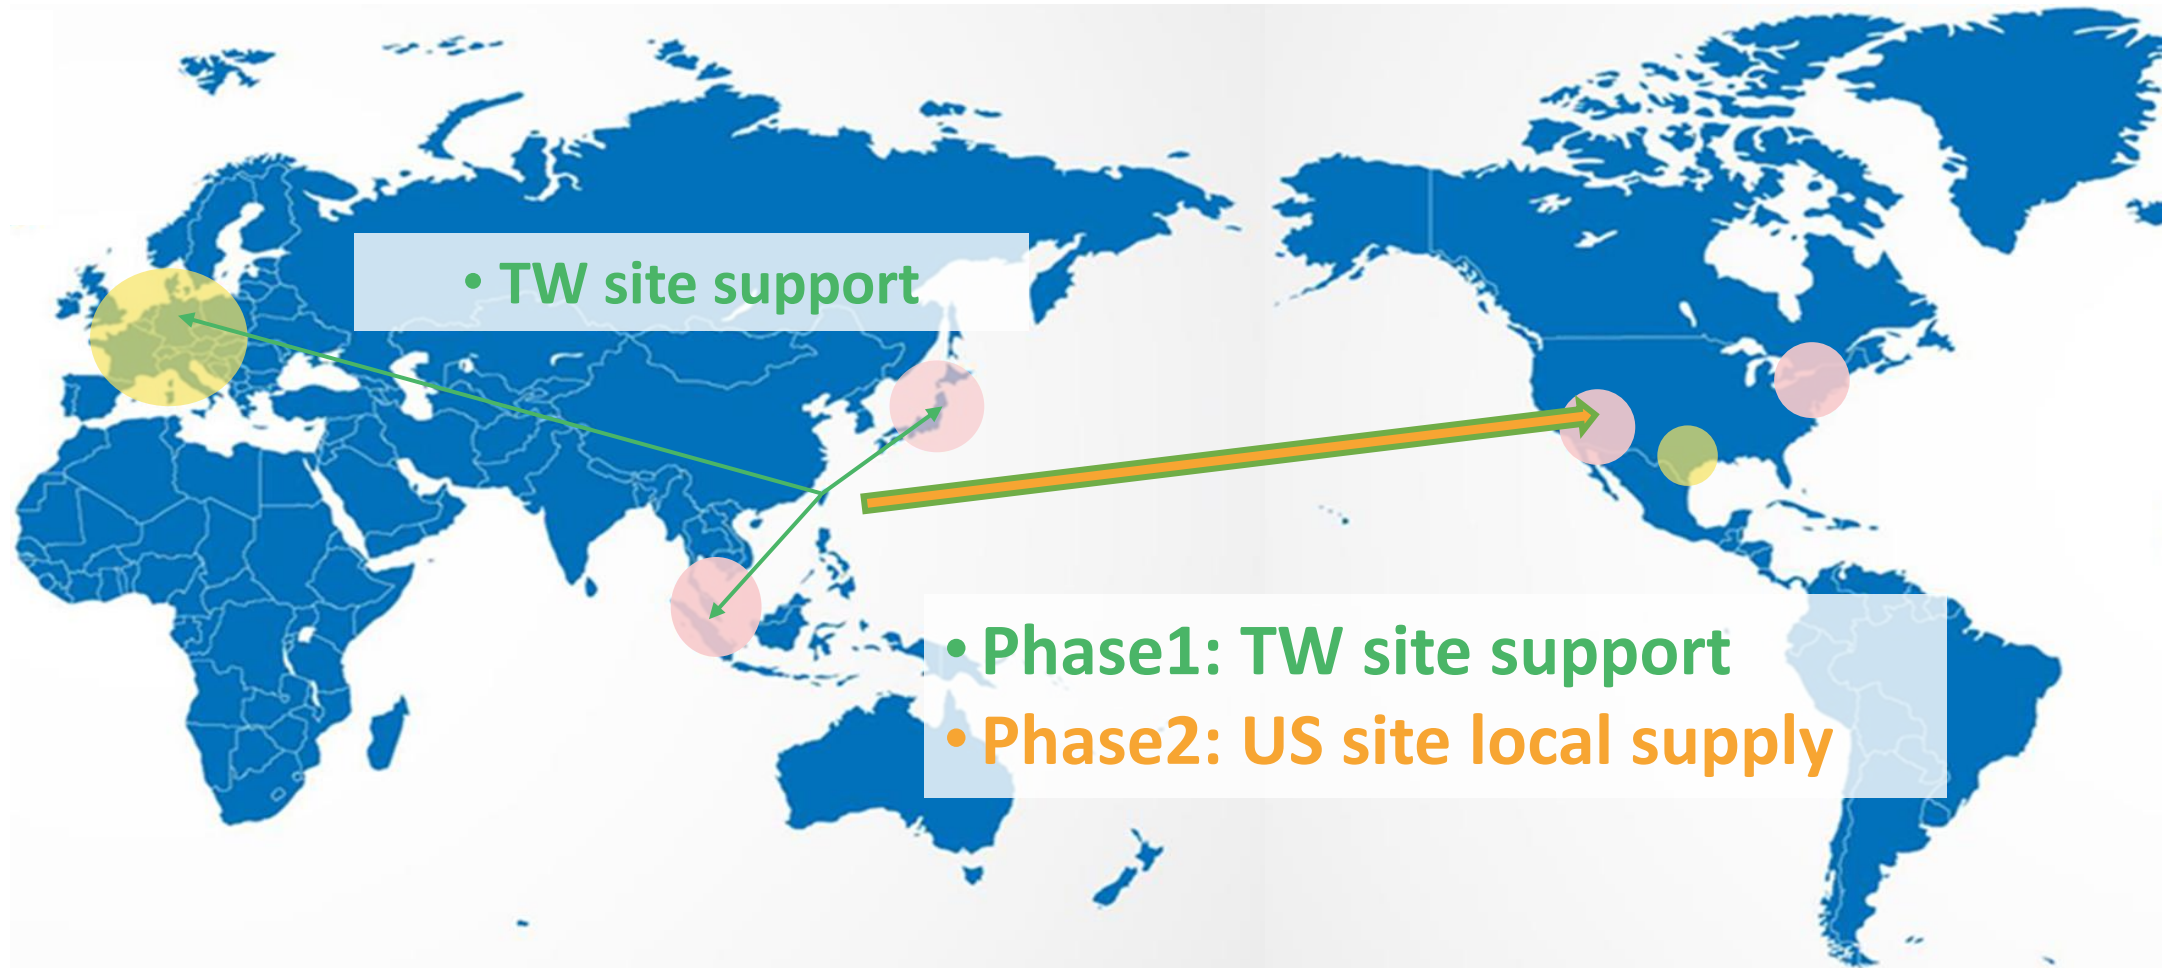 • TW site support
• Phase1: TW site support
• Phase2: US site local supply